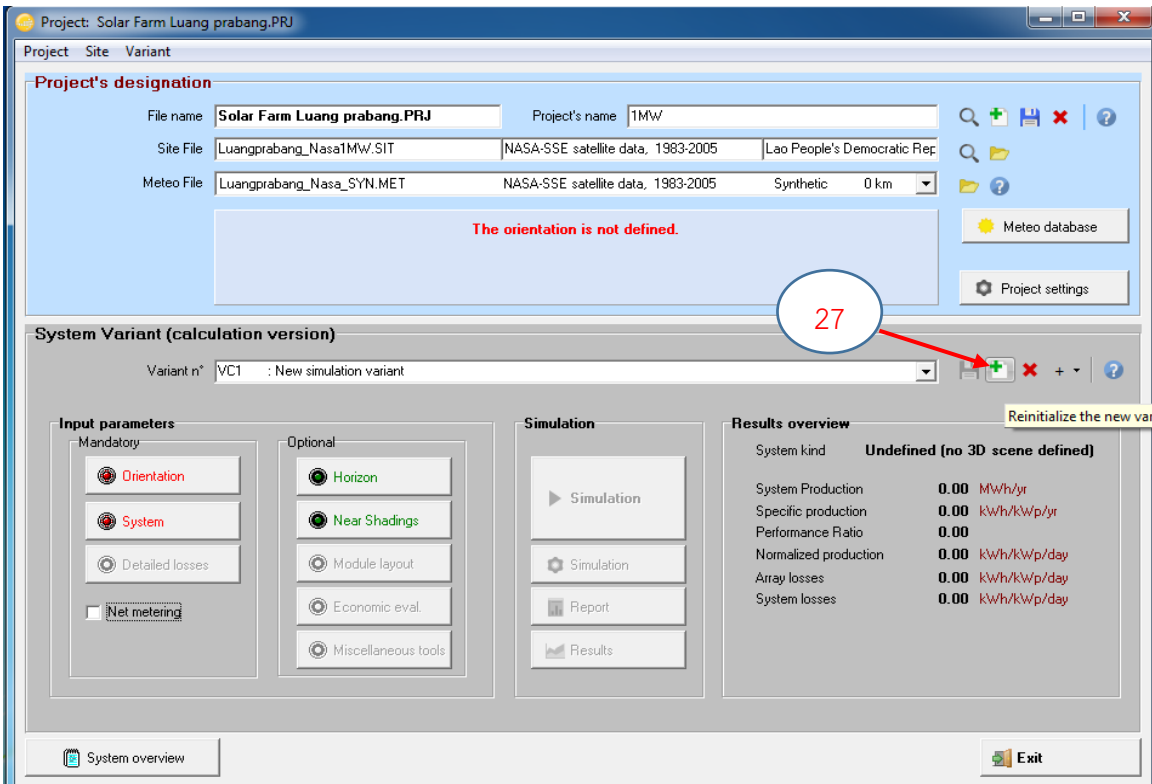 Project: Solar Farm Luang prabang.PRJ
Project Site Variant
Project's designation
File name Solar Farm Luang prabang.PRJ Project's name 1MW
Site File Luangprabang_Nasa1MW.SIT NASA-SSE satellite data, 1983-2005 Lao People's Democratic Rep
Meteo File Luangprabang_Nasa_SYN.MET NASA-SSE satellite data, 1983-2005 Synthetic 0 km
The orientation is not defined.
Meteo database
Project settings
27
System Variant (calculation version)
Variant n° VC1 : New simulation variant
Reinitialize the new var
Input parameters
Mandatory
Orientation
System
Detailed losses
Net metering
Optional
Horizon
Near Shadings
Module layout
Economic eval.
Miscellaneous tools
Simulation
Simulation
Simulation
Report
Results
Results overview
System kind Undefined (no 3D scene defined)
System Production 0.00 MWh/yr
Specific production 0.00 kWh/kWp/yr
Performance Ratio 0.00
Normalized production 0.00 kWh/kWp/day
Array losses 0.00 kWh/kWp/day
System losses 0.00 kWh/kWp/day
System overview
Exit